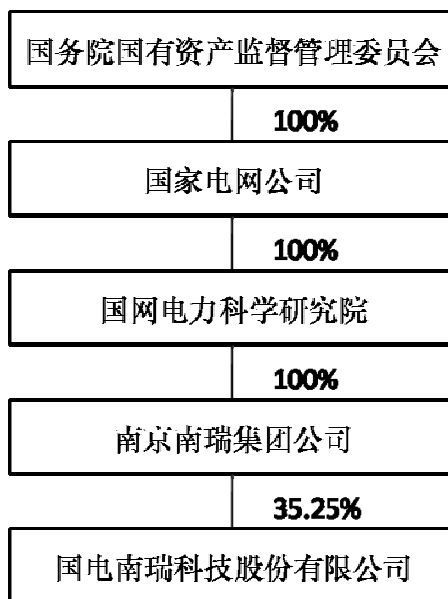 国务院国有资产监督管理委员会
100%
国家电网公司
100%
国网电力科学研究院
100%
南京南瑞集团公司
35.25%
国电南瑞科技股份有限公司